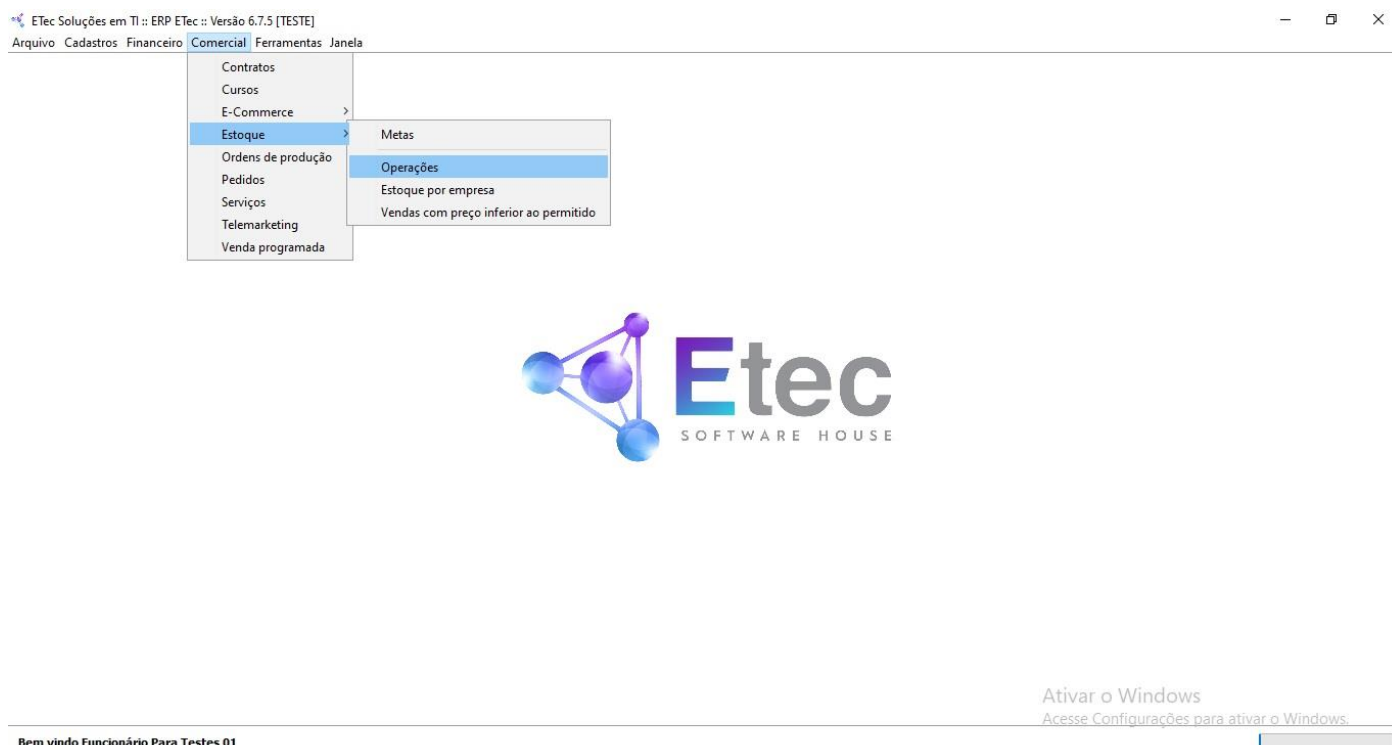 ETec Soluções em TI :: ERP ETec :: Versão 6.7.5 [TESTE]
Arquivo Cadastros Financeiro Comercial Ferramentas Janela
Contratos
Cursos
E-Commerce
Estoque
Ordens de produção
Pedidos
Serviços
Telemarketing
Venda programada
Metas
Operações
Estoque por empresa
Vendas com preço inferior ao permitido
Etec
SOFTWARE HOUSE
Ativar o Windows
Acesse Configurações para ativar o Windows.
Bem vindo Funcionário Para Testes 01